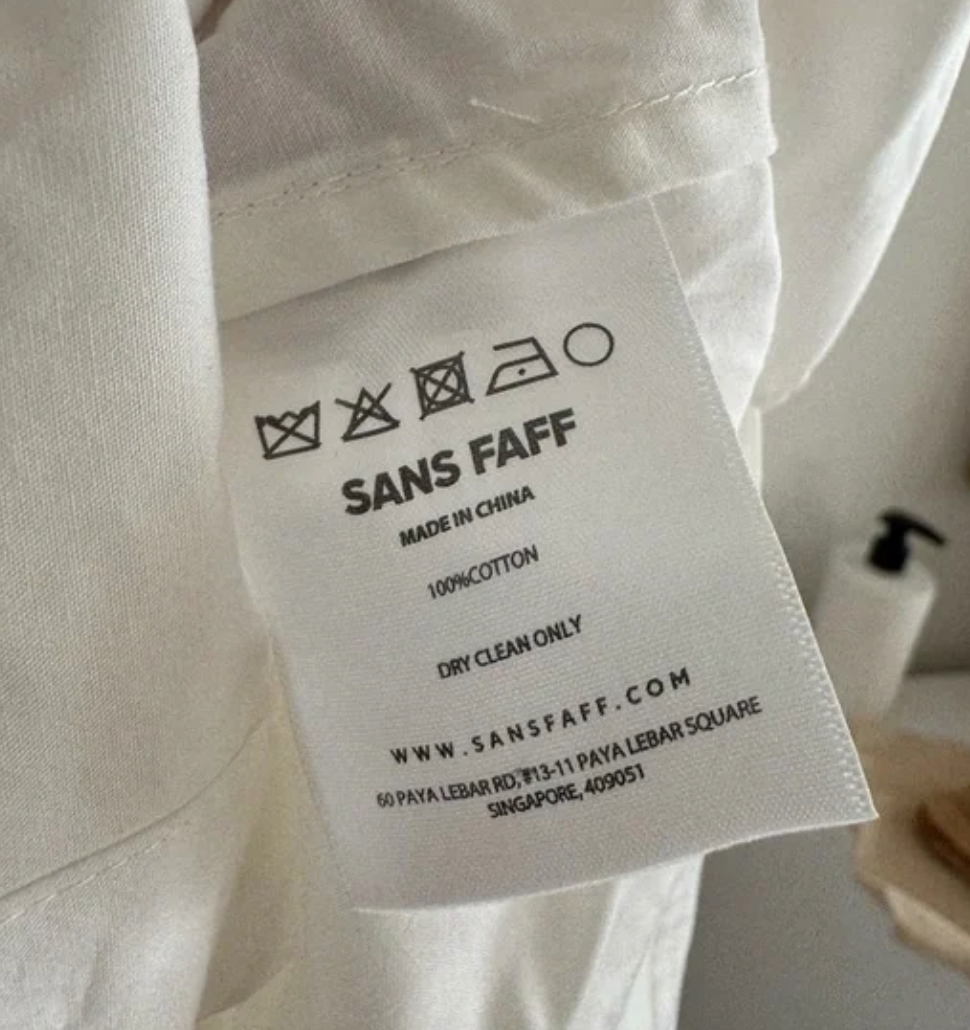 SANS FAFF
MADE IN CHINA
100%COTTON
DRY CLEAN ONLY
WWW.SANSFAFF.COM
60 PAYA LEBAR RD, #13-11 PAYA LEBAR SQUARE
SINGAPORE, 409051